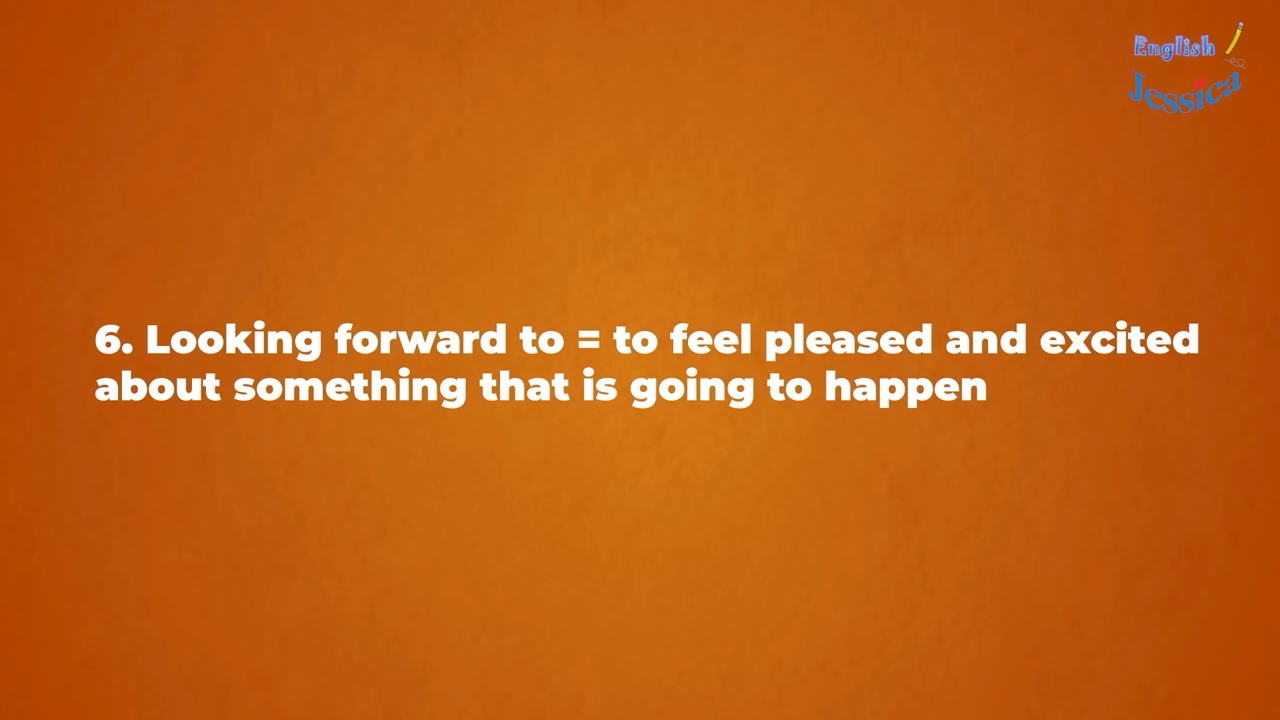 English
Jessica
6. Looking forward to = to feel pleased and excited
about something that is going to happen